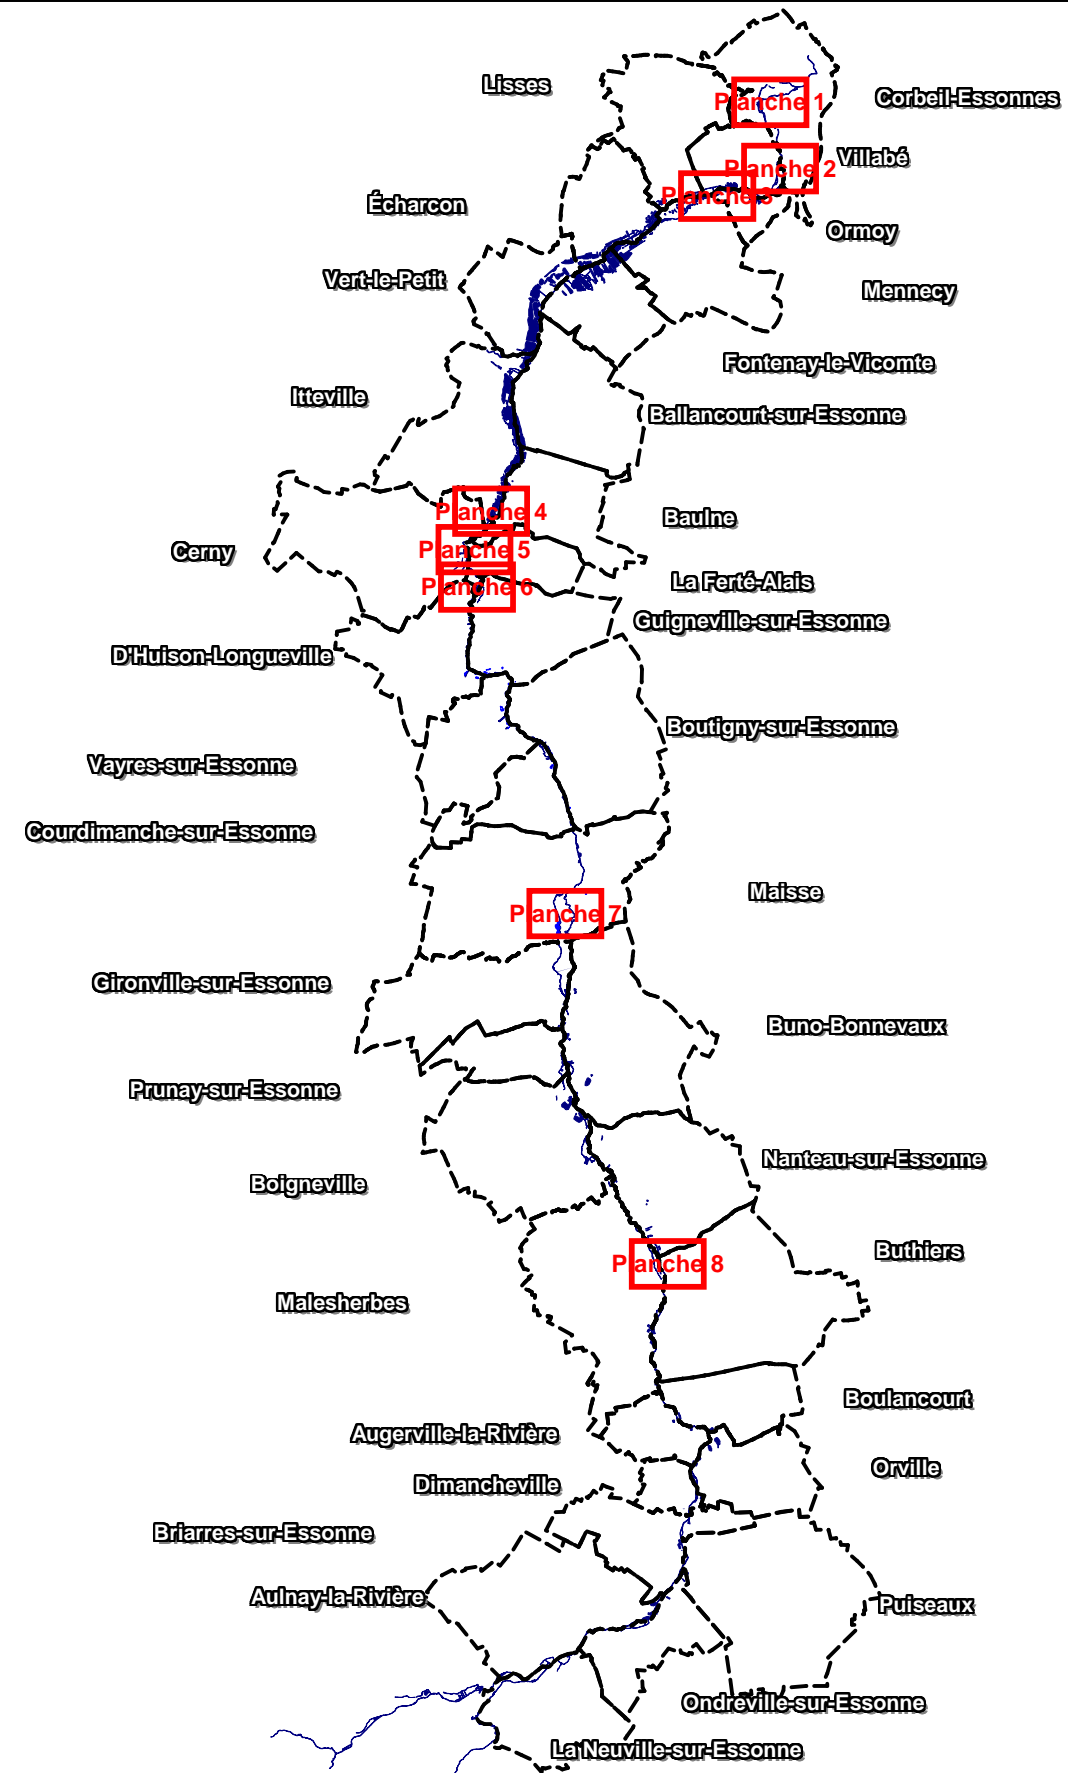 Lisses
Planche 1
Corbeil-Essonnes
Villabé
Planche 2
Planche 3
Écharcon
Ormoy
Vert-le-Petit
Mennecy
Fontenay-le-Vicomte
Itteville
Ballancourt-sur-Essonne
Planche 4
Baulne
Cerny
Planche 5
La Ferté-Alais
Planche 6
Guigneville-sur-Essonne
D'Huison-Longueville
Boutigny-sur-Essonne
Vayres-sur-Essonne
Courdimanche-sur-Essonne
Maisse
Planche 7
Gironville-sur-Essonne
Buno-Bonnevaux
Prunay-sur-Essonne
Nanteau-sur-Essonne
Boigneville
Buthiers
Planche 8
Malesherbes
Boulancourt
Augerville-la-Rivière
Orville
Dimancheville
Briarres-sur-Essonne
Aulnay-la-Rivière
Puiseaux
Ondreville-sur-Essonne
La Neuville-sur-Essonne